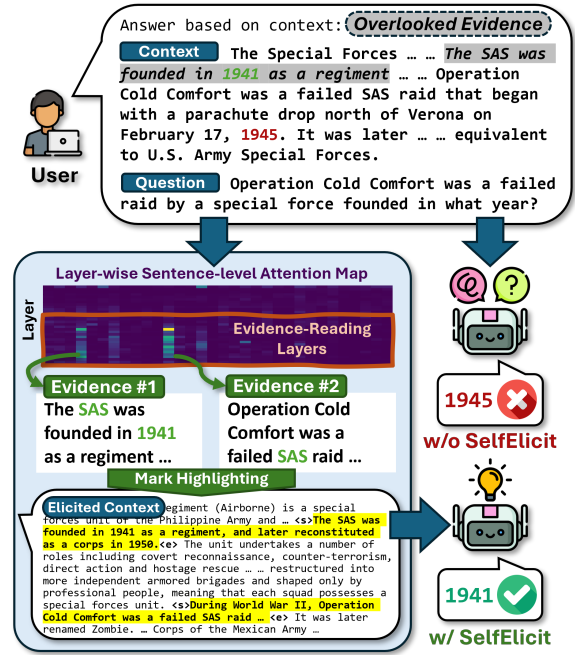 Answer based on context: Overlooked Evidence
Context The Special Forces … … The SAS was
founded in 1941 as a regiment … … Operation
Cold Comfort was a failed SAS raid that began
with a parachute drop north of Verona on
February 17, 1945. It was later … … equivalent
to U.S. Army Special Forces.
User
Question Operation Cold Comfort was a failed
raid by a special force founded in what year?
Layer-wise Sentence-level Attention Map
Layer
Evidence-Reading
Layers
Evidence #1
The SAS was
founded in 1941
as a regiment …
Evidence #2
Operation Cold
Comfort was a
failed SAS raid …
Mark Highlighting
Elicited Context
egiment (Airborne) is a special
forces unit of the Philippine Army and … <s>The SAS was
founded in 1941 as a regiment, and later reconstituted
as a corps in 1950.<e> The unit undertakes a number of
roles including covert reconnaissance, counter-terrorism,
direct action and hostage rescue … … restructured into
more independent armored brigades and shaped only by
professional people, meaning that each squad possesses a
special forces unit. <s>During World War II, Operation
Cold Comfort was a failed SAS raid … <e> It was later
renamed Zombie. … Corps of the Mexican Army …
?
1945
w/o SelfElicit
1941
w/ SelfElicit